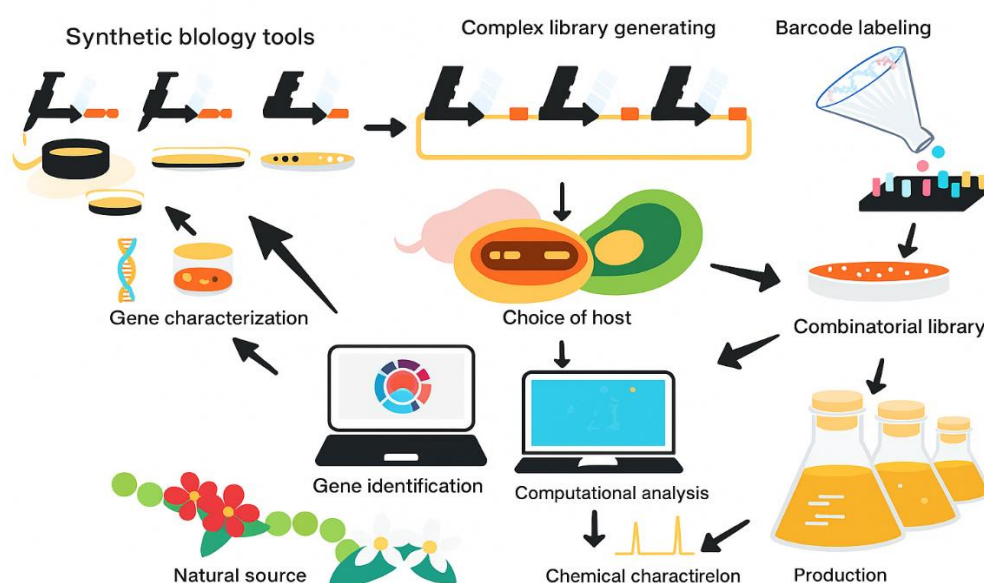 Synthetic blology tools
Complex library generating
Barcode labeling
Gene characterization
Choice of host
Combinatorial library
Gene identification
Computational analysis
Natural source
Chemical charactirelon
Production